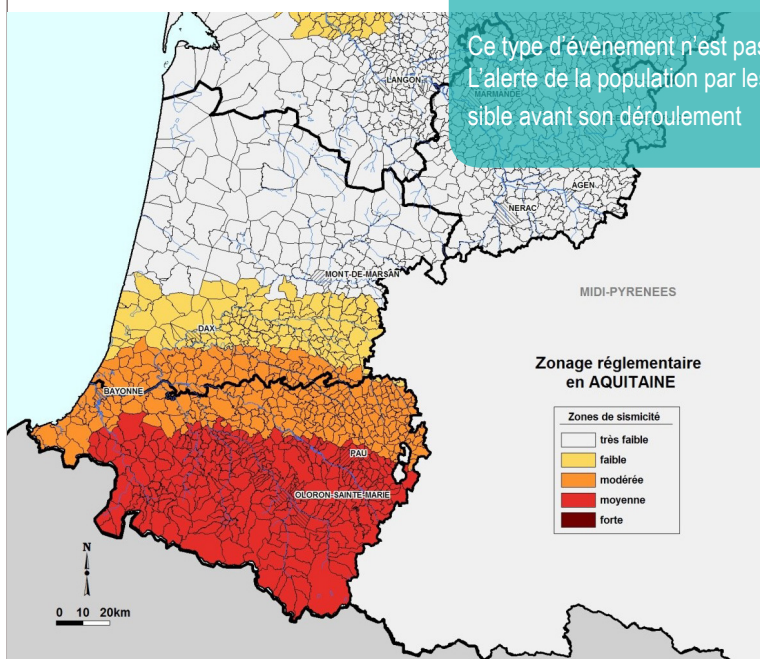 Ce type d'évènement n'est pas
L'alerte de la population par les
sible avant son déroulement
LANGON
MARMANDE
AGEN
NERAC
MONT-DE-MARSAN
MIDI-PYRENEES
DAX
BAYONNE
PAU
OLORON-SAINTE-MARIE
Zonage réglementaire
en AQUITAINE
Zones de sismicité
très faible
faible
modérée
moyenne
forte
N
0 10 20km